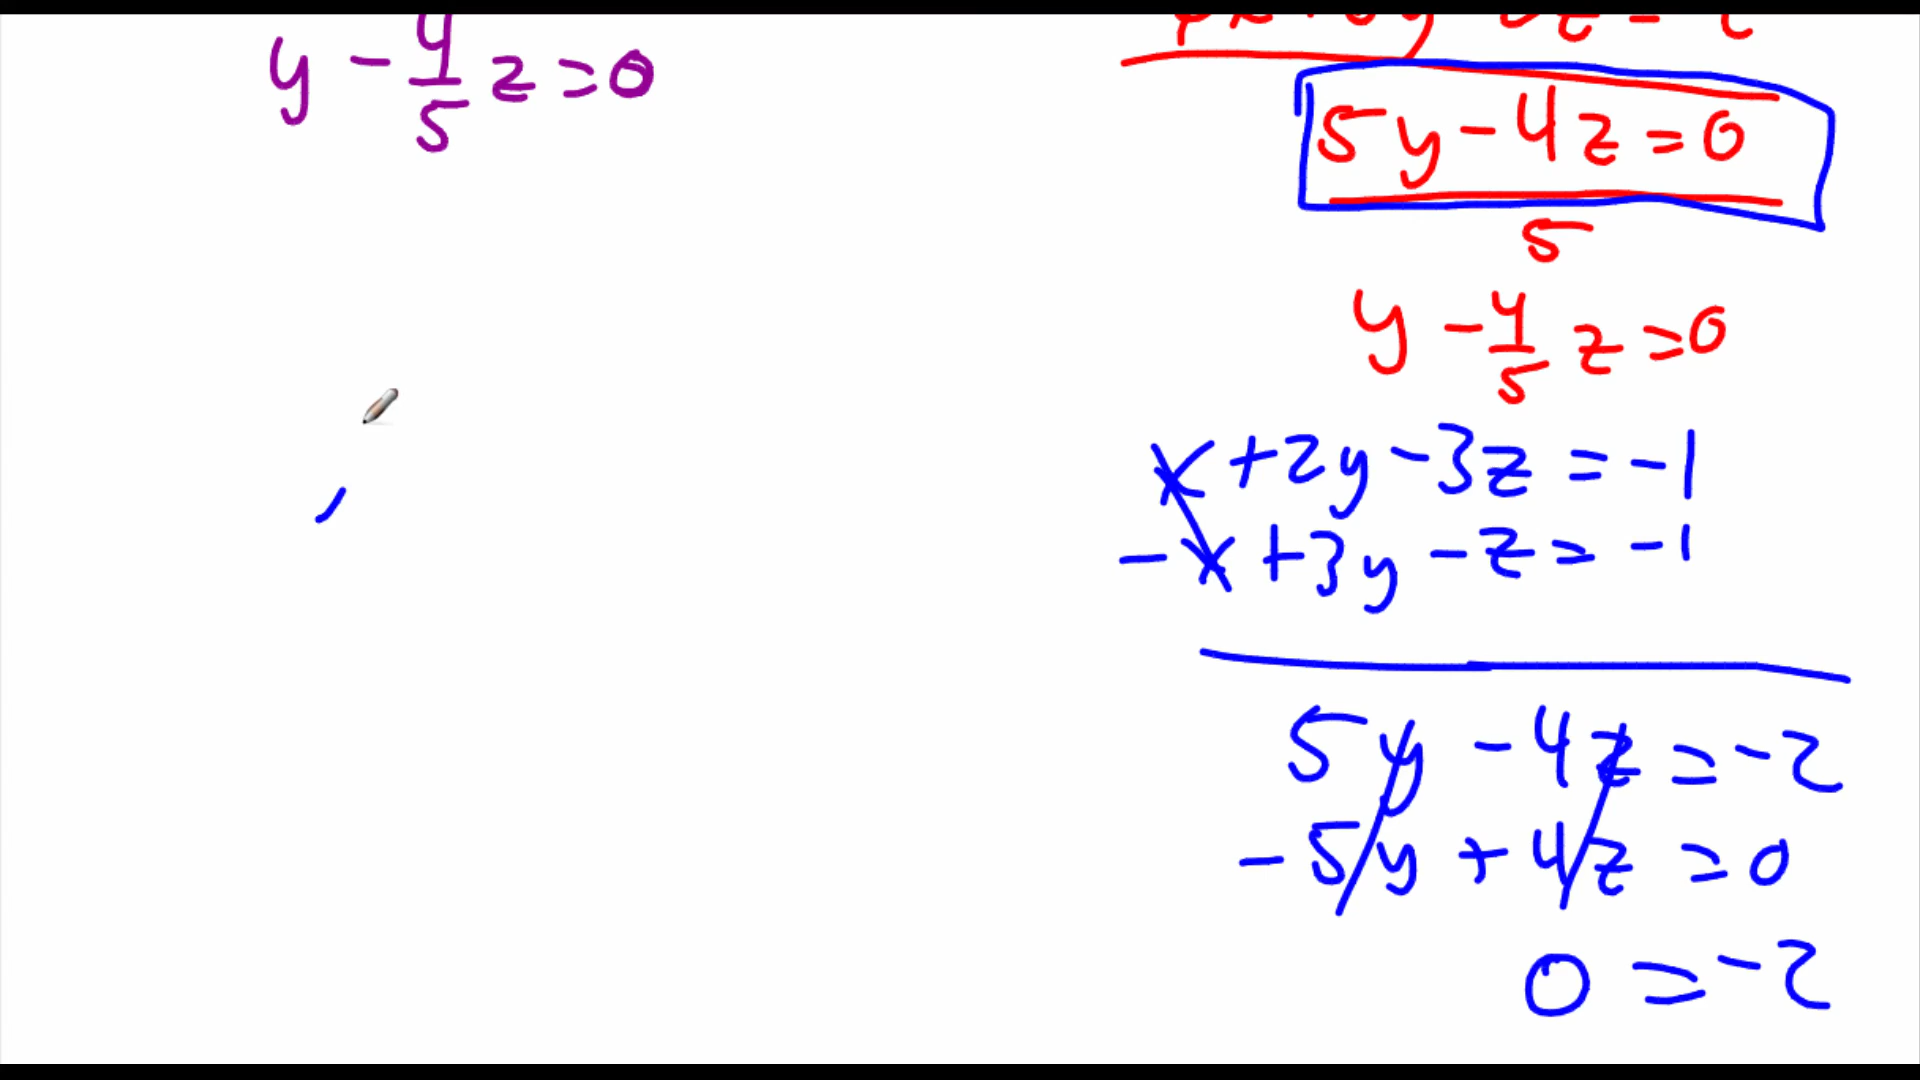 y - 4/5 z = 0
5y - 4z = 0
5
y - 4/5 z = 0
x + 2y - 3z = -1
- x + 3y - z = -1
5y - 4z = -2
- 5y + 4z = 0
0 = -2